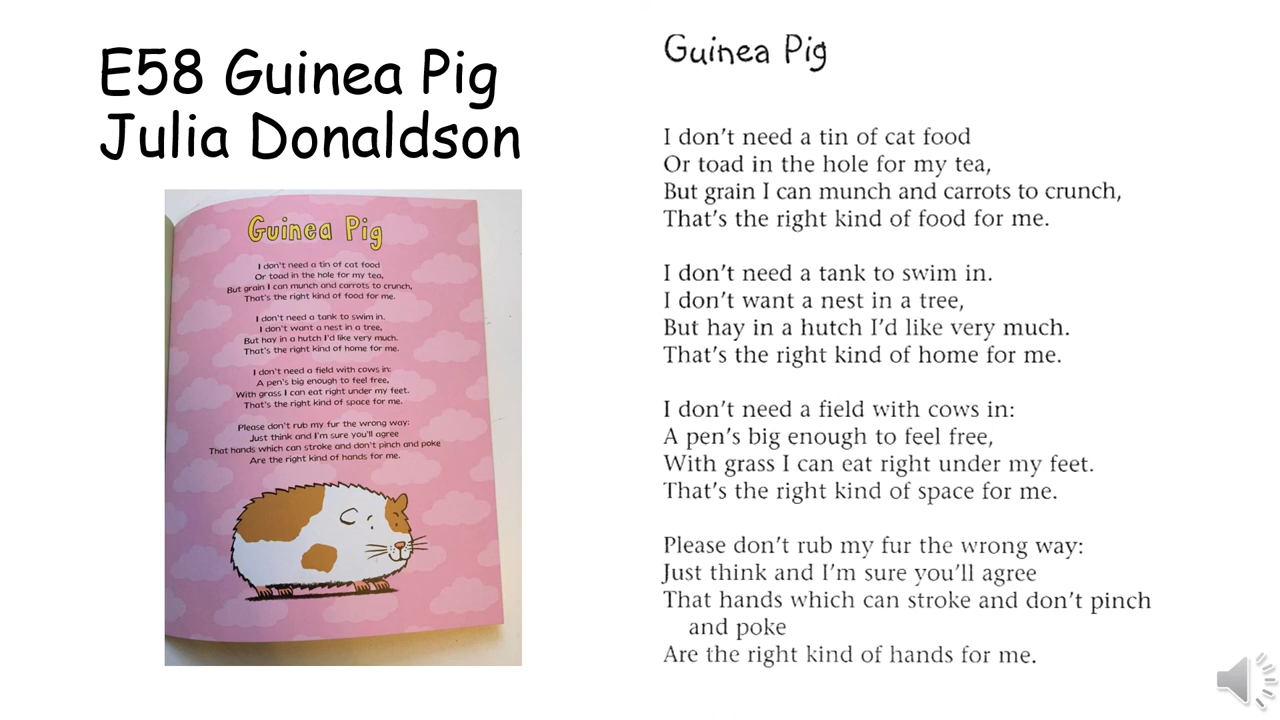 E58 Guinea Pig
Julia Donaldson
Guinea Pig
I don't need a tin of cat food
Or toad in the hole for my tea,
But grain I can munch and carrots to crunch,
That's the right kind of food for me.
I don't need a tank to swim in.
I don't want a nest in a tree,
But hay in a hutch I'd like very much.
That's the right kind of home for me.
I don't need a field with cows in:
A pen's big enough to feel free,
With grass I can eat right under my feet.
That's the right kind of space for me.
Please don't rub my fur the wrong way:
Just think and I'm sure you'll agree
That hands which can stroke and don't pinch and poke
Are the right kind of hands for me.
Guinea Pig
I don't need a tin of cat food
Or toad in the hole for my tea,
But grain I can munch and carrots to crunch,
That's the right kind of food for me.
I don't need a tank to swim in.
I don't want a nest in a tree,
But hay in a hutch I'd like very much.
That's the right kind of home for me.
I don't need a field with cows in:
A pen's big enough to feel free,
With grass I can eat right under my feet.
That's the right kind of space for me.
Please don't rub my fur the wrong way:
Just think and I'm sure you'll agree
That hands which can stroke and don't pinch
and poke
Are the right kind of hands for me.